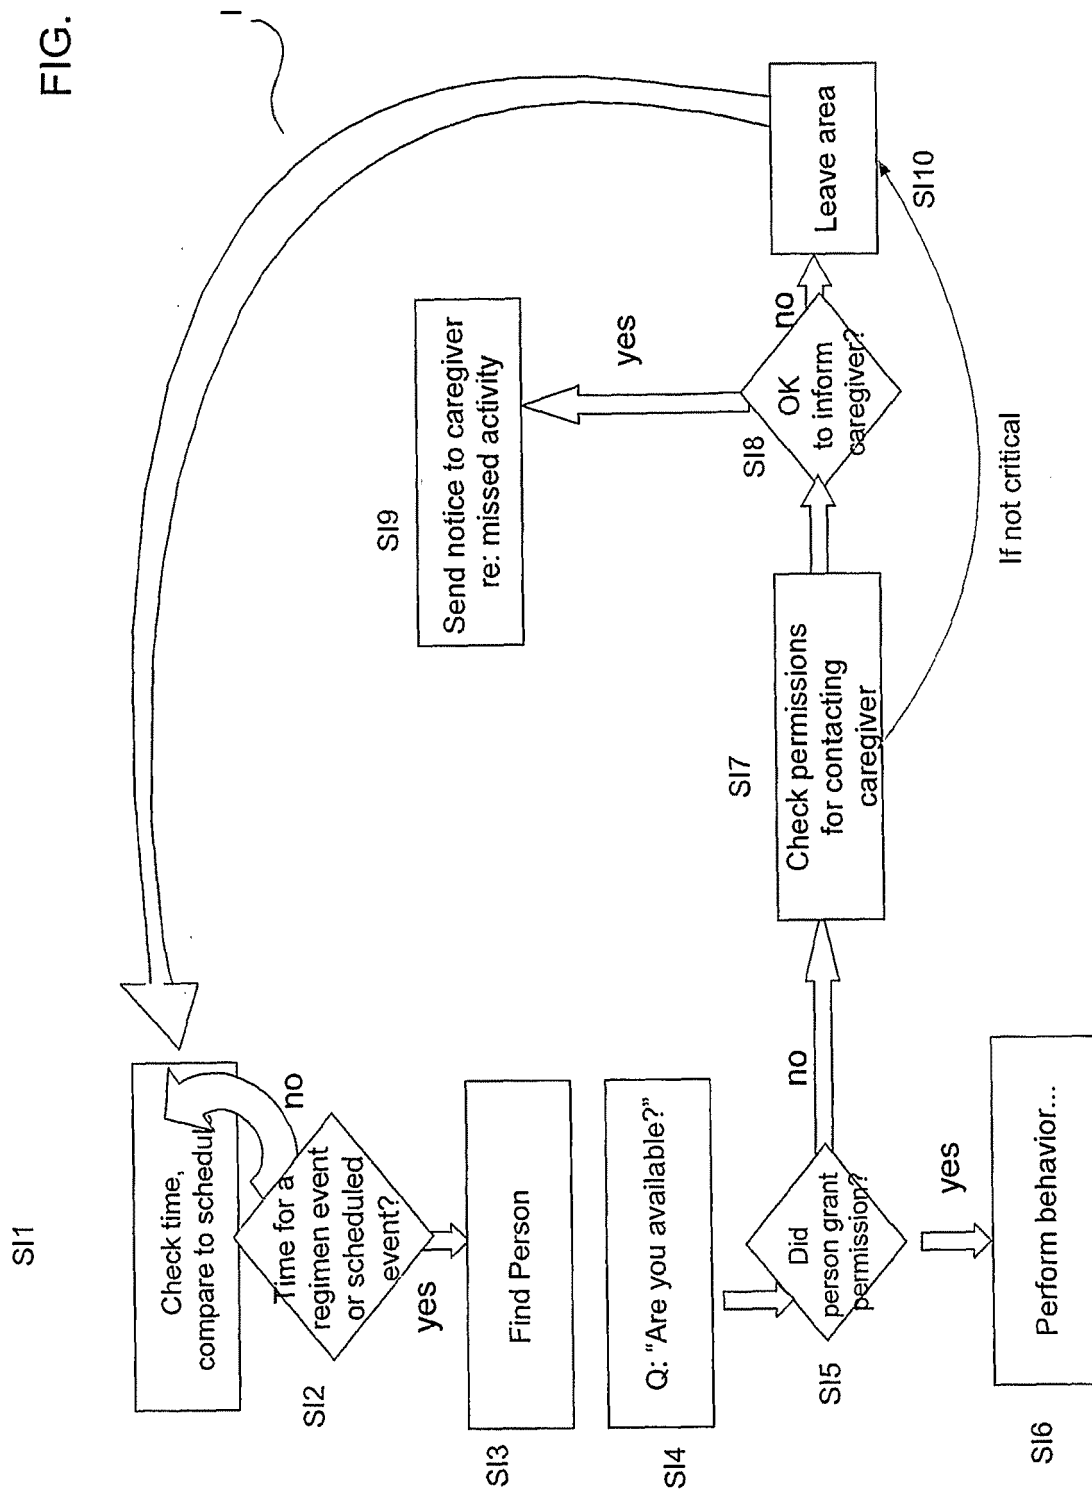 FIG.
I
SI1
Check time,
compare to schedul
no
SI2
Time for a
regimen event
or scheduled
event?
yes
SI3
Find Person
SI4
Q: “Are you available?”
SI5
Did
person grant
permission?
no
yes
SI6
Perform behavior...
SI7
Check permissions
for contacting
caregiver
If not critical
SI8
OK
to inform
caregiver?
yes
no
SI9
Send notice to caregiver
re: missed activity
Leave area
SI10